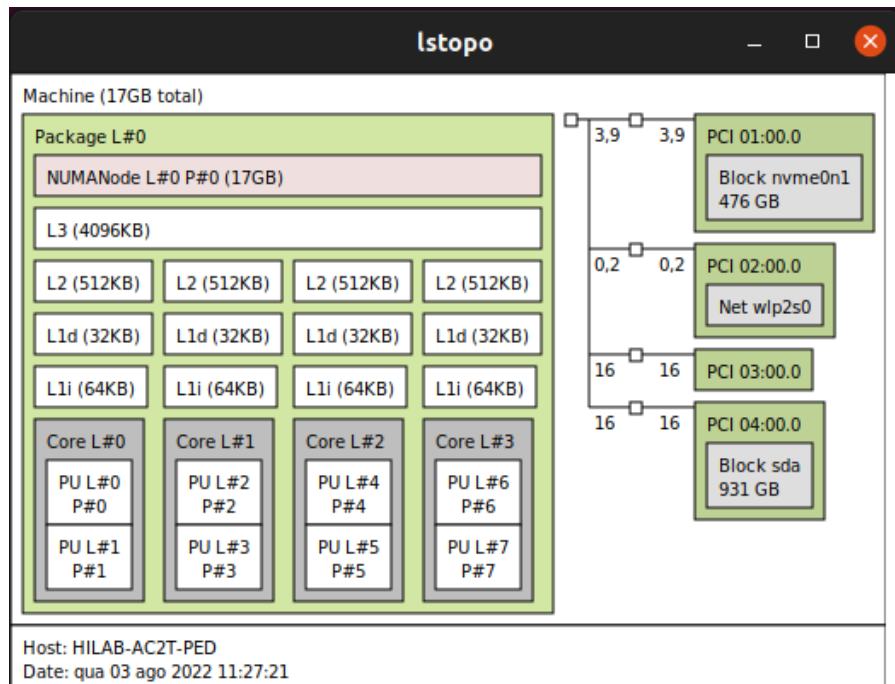 lstopo
Machine (17GB total)
Package L#0
NUMANode L#0 P#0 (17GB)
L3 (4096KB)
L2 (512KB) L2 (512KB) L2 (512KB) L2 (512KB)
L1d (32KB) L1d (32KB) L1d (32KB) L1d (32KB)
L1i (64KB) L1i (64KB) L1i (64KB) L1i (64KB)
Core L#0 Core L#1 Core L#2 Core L#3
PU L#0 PU L#2 PU L#4 PU L#6
P#0 P#2 P#4 P#6
PU L#1 PU L#3 PU L#5 PU L#7
P#1 P#3 P#5 P#7
3,9 3,9 PCI 01:00.0
Block nvme0n1
476 GB
0,2 0,2 PCI 02:00.0
Net wlp2s0
16 16 PCI 03:00.0
16 16 PCI 04:00.0
Block sda
931 GB
Host: HILAB-AC2T-PED
Date: qua 03 ago 2022 11:27:21